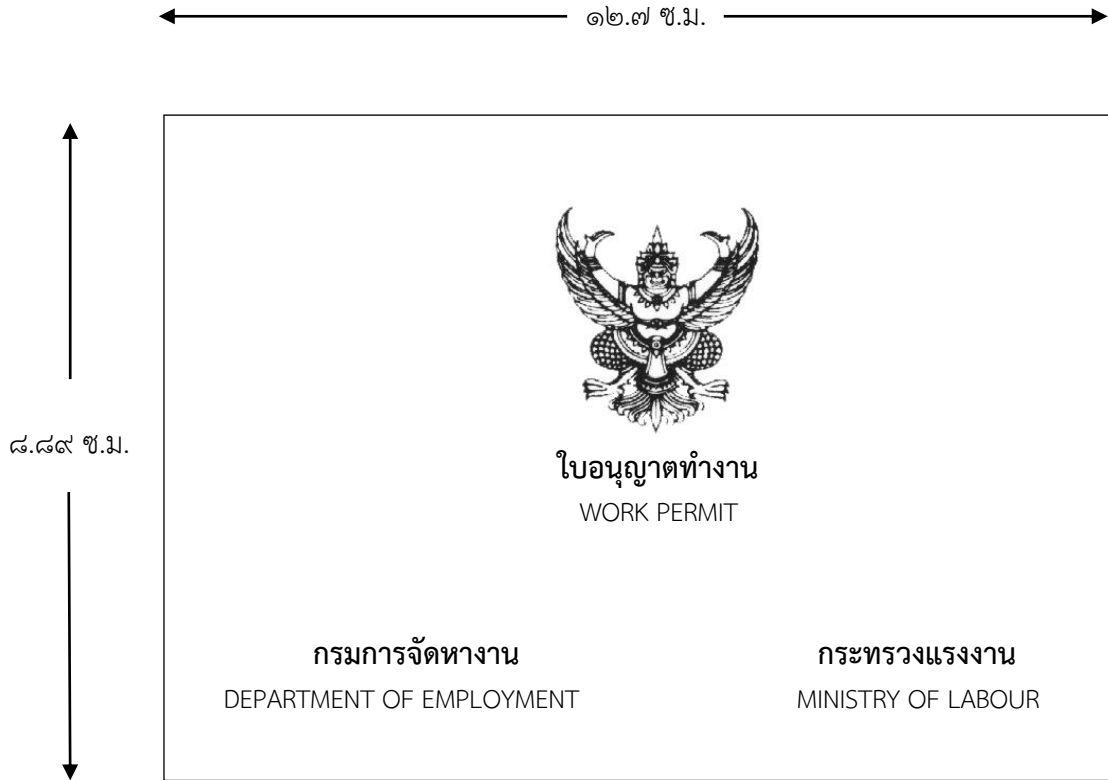 ๑๒.๗ ซ.ม.
๘.๘๙ ซ.ม.
ใบอนุญาตทำงาน
WORK PERMIT
กรมการจัดหางาน
DEPARTMENT OF EMPLOYMENT
กระทรวงแรงงาน
MINISTRY OF LABOUR